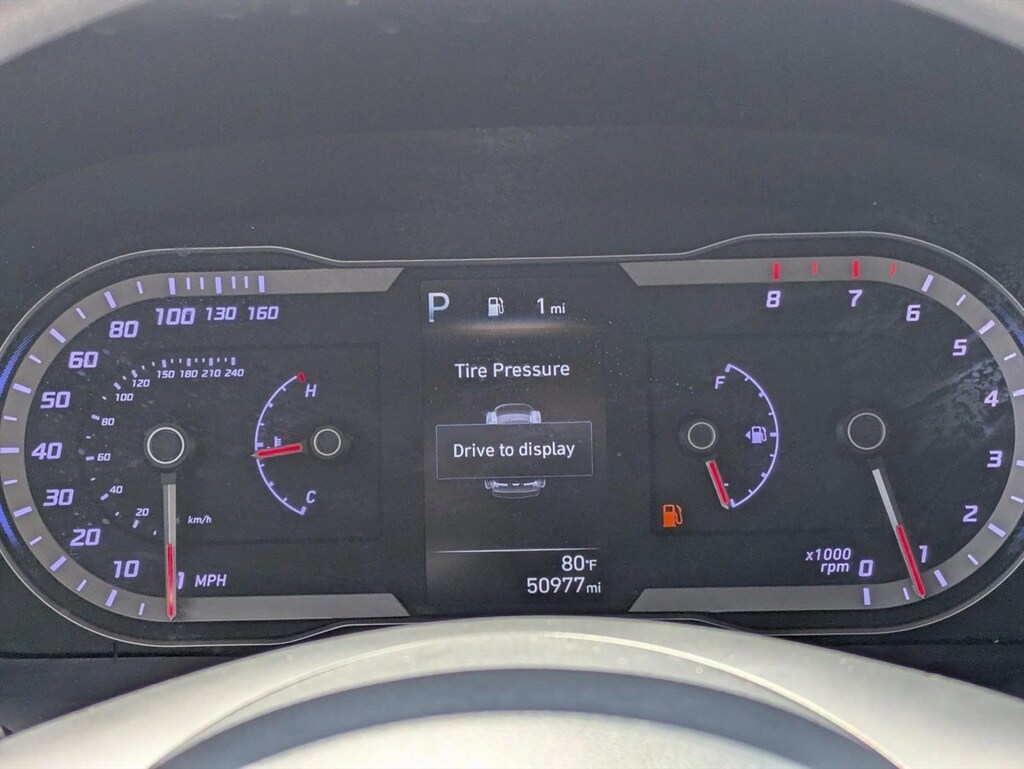 P 1 mi
Tire Pressure
Drive to display
80°F
50977 mi
10 20 30 40 50 60 80 100 130 160
MPH
20 40 60 80 100 120 150 180 210 240
km/h
H
C
F
8 7 6 5 4 3 2 1 0
x1000
rpm